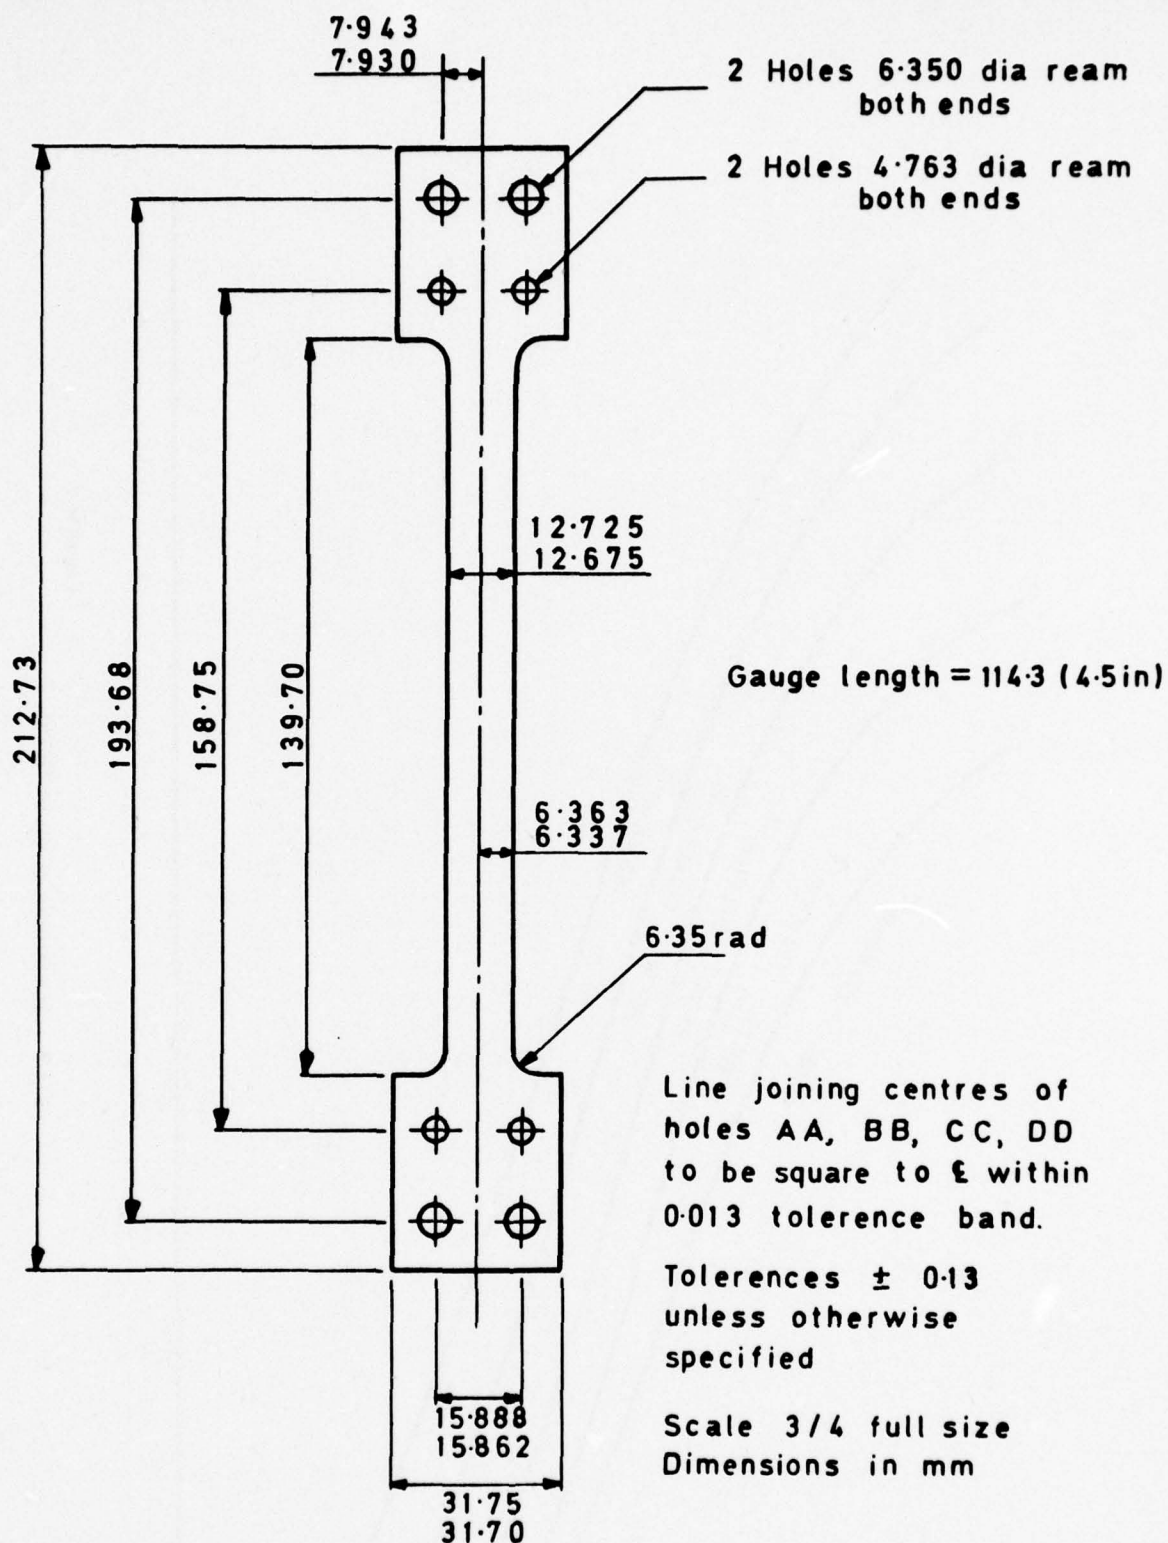 7·943
7·930
2 Holes 6·350 dia ream
both ends
2 Holes 4·763 dia ream
both ends
12·725
12·675
212·73
193·68
158·75
139·70
Gauge length = 114·3 (4·5in)
6·363
6·337
6·35 rad
Line joining centres of
holes AA, BB, CC, DD
to be square to ℄ within
0·013 tolerence band.
Tolerences ± 0·13
unless otherwise
specified
15·888
15·862
Scale 3/4 full size
Dimensions in mm
31·75
31·70